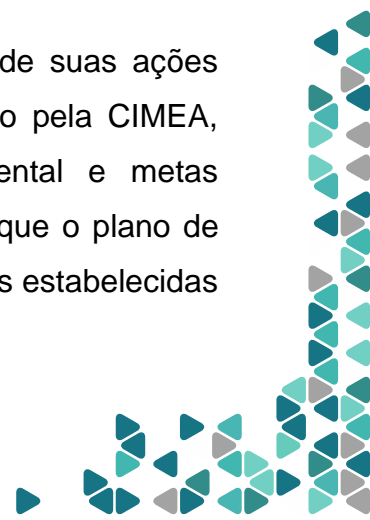 de suas ações
o pela CIMEA,
ental e metas
que o plano de
s estabelecidas